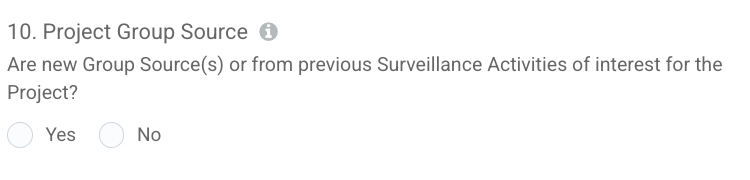 10. Project Group Source
Are new Group Source(s) or from previous Surveillance Activities of interest for the
Project?
Yes No